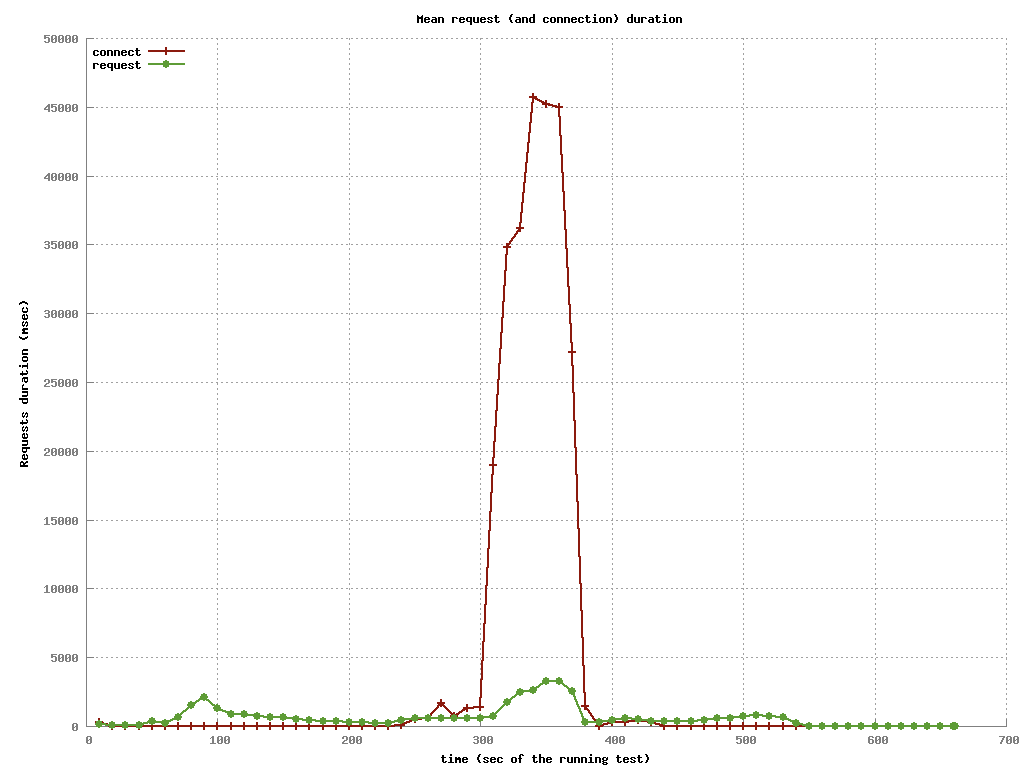 Mean request (and connection) duration
50000
connect
request
45000
40000
35000
30000
25000
20000
15000
10000
5000
0
Requests duration (msec)
0 100 200 300 400 500 600 700
time (sec of the running test)